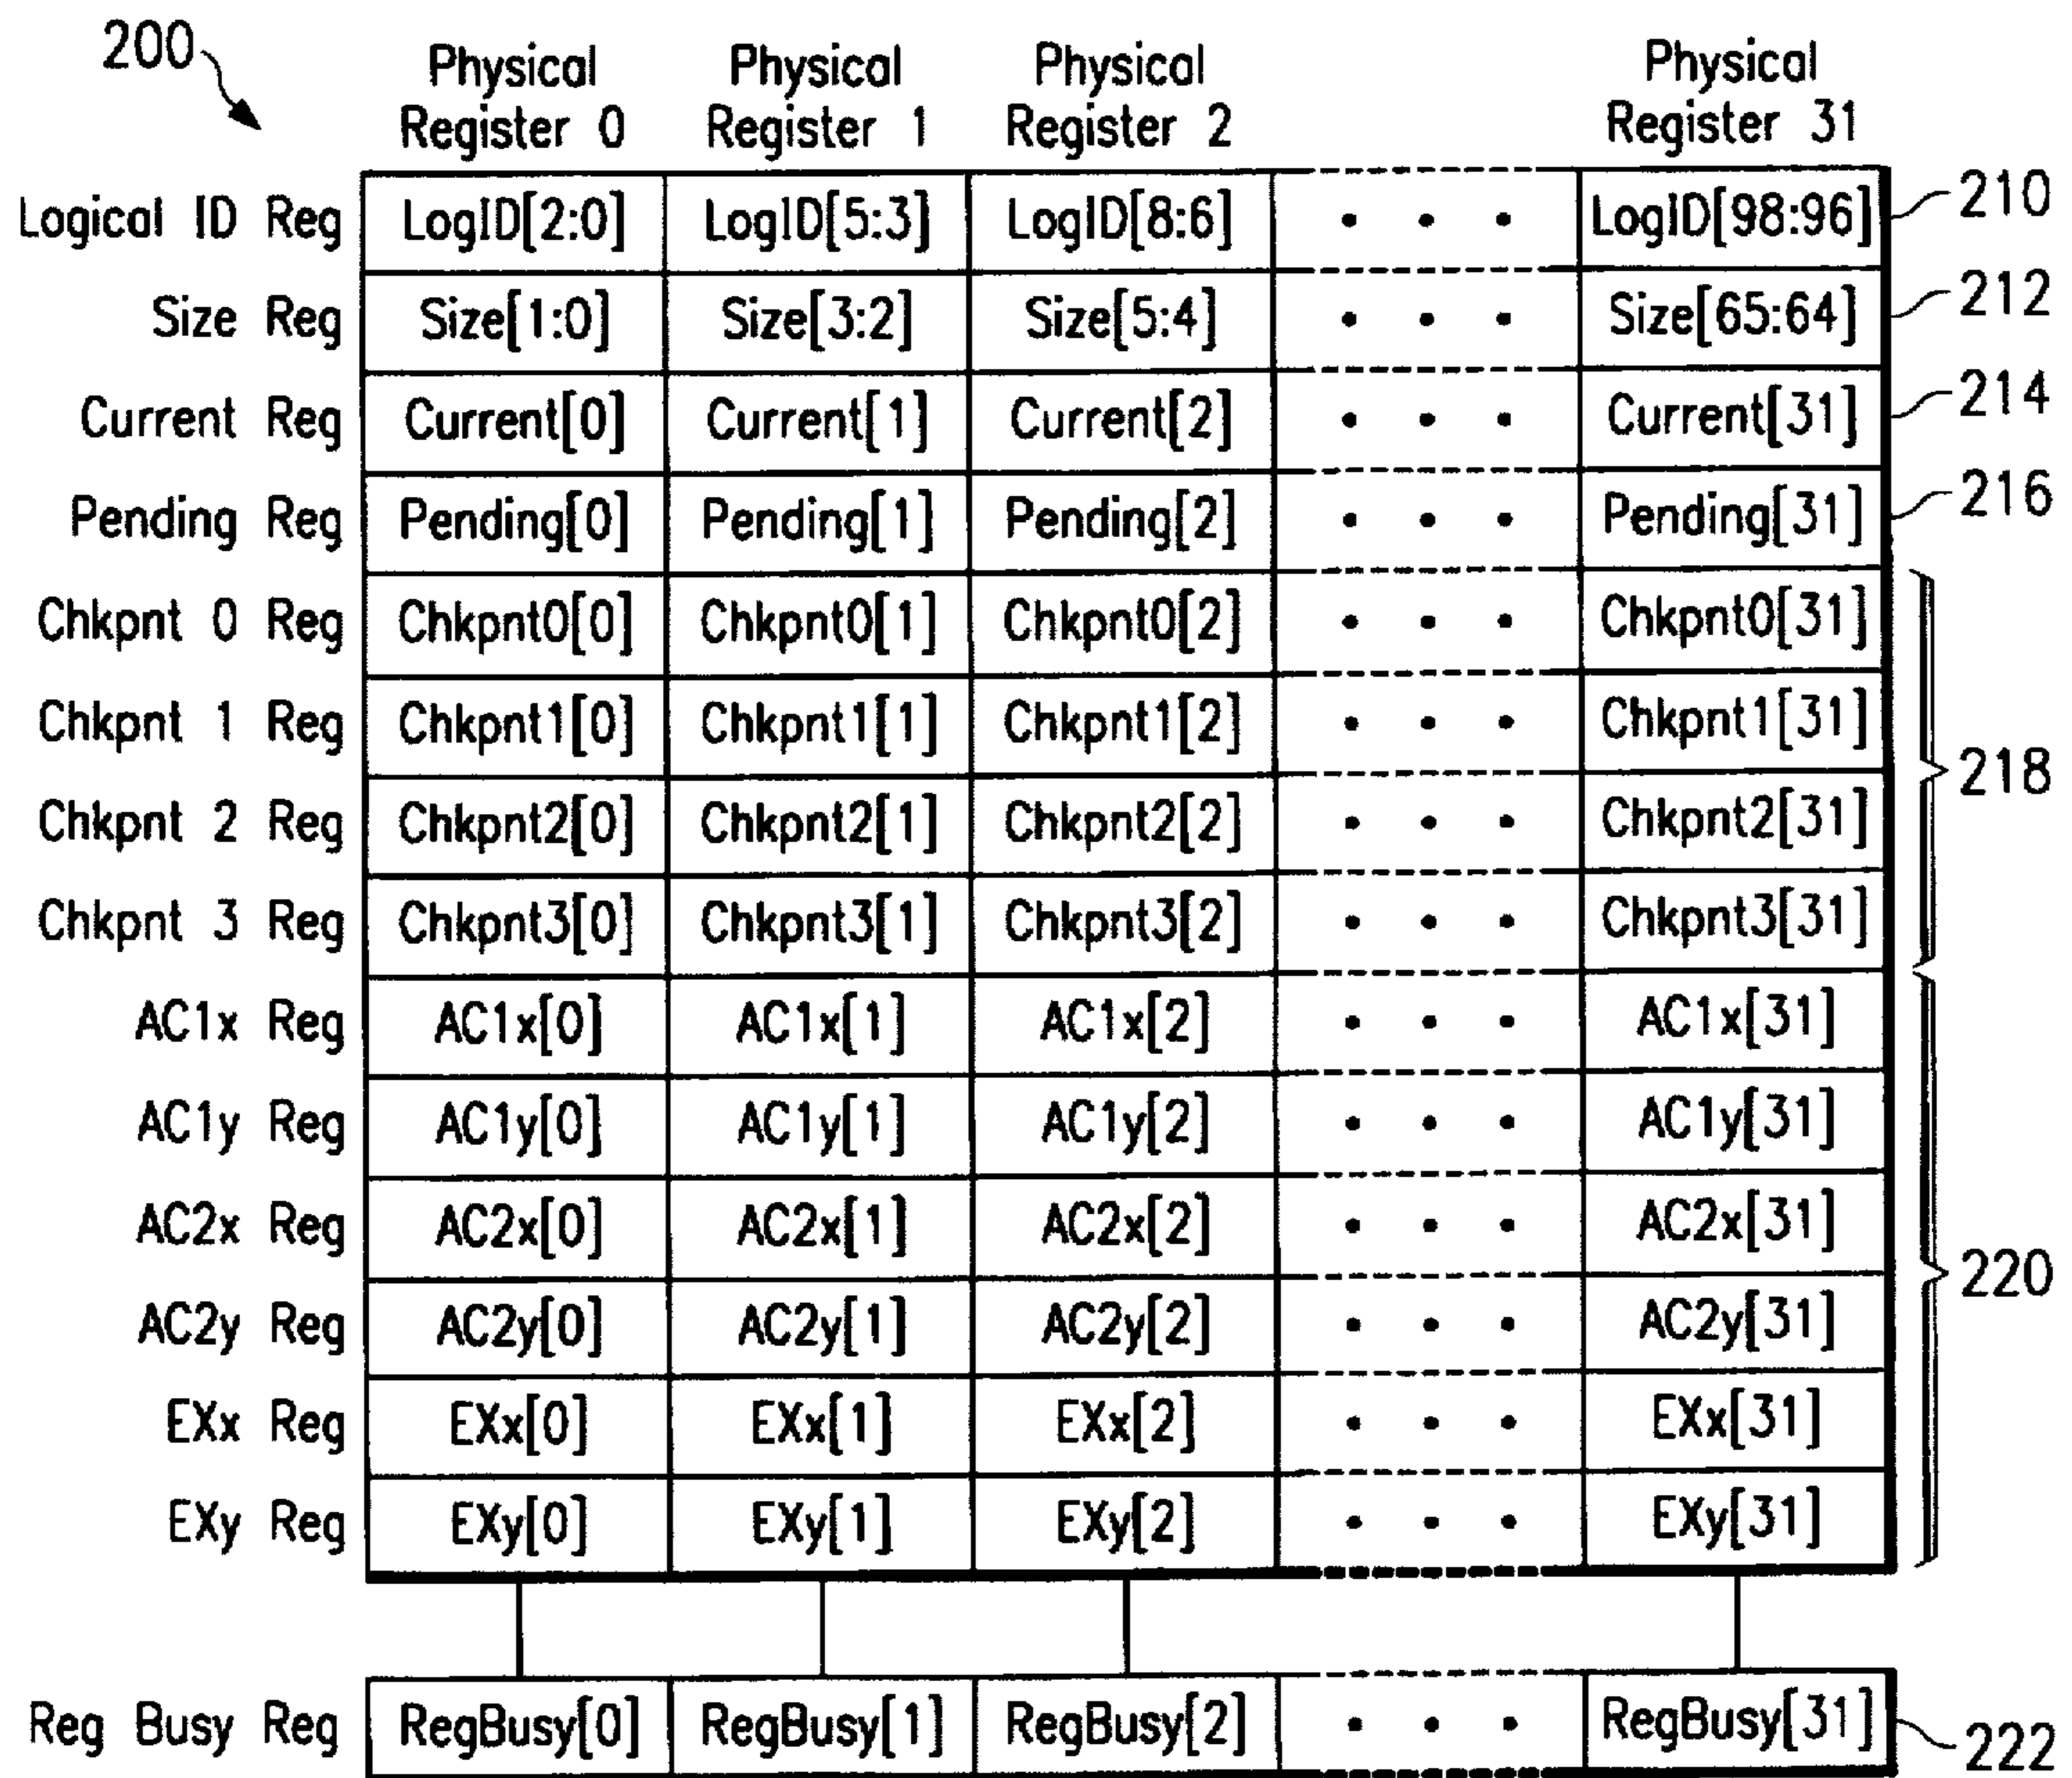 200
Physical Register 0 Physical Register 1 Physical Register 2 Physical Register 31
Logical ID Reg LogID[2:0] LogID[5:3] LogID[8:6] • • • LogID[98:96] 210
Size Reg Size[1:0] Size[3:2] Size[5:4] • • • Size[65:64] 212
Current Reg Current[0] Current[1] Current[2] • • • Current[31] 214
Pending Reg Pending[0] Pending[1] Pending[2] • • • Pending[31] 216
Chkpnt 0 Reg Chkpnt0[0] Chkpnt0[1] Chkpnt0[2] • • • Chkpnt0[31]
Chkpnt 1 Reg Chkpnt1[0] Chkpnt1[1] Chkpnt1[2] • • • Chkpnt1[31]
218
Chkpnt 2 Reg Chkpnt2[0] Chkpnt2[1] Chkpnt2[2] • • • Chkpnt2[31]
Chkpnt 3 Reg Chkpnt3[0] Chkpnt3[1] Chkpnt3[2] • • • Chkpnt3[31]
AC1x Reg AC1x[0] AC1x[1] AC1x[2] • • • AC1x[31]
AC1y Reg AC1y[0] AC1y[1] AC1y[2] • • • AC1y[31]
AC2x Reg AC2x[0] AC2x[1] AC2x[2] • • • AC2x[31]
220
AC2y Reg AC2y[0] AC2y[1] AC2y[2] • • • AC2y[31]
EXx Reg EXx[0] EXx[1] EXx[2] • • • EXx[31]
EXy Reg EXy[0] EXy[1] EXy[2] • • • EXy[31]
Reg Busy Reg RegBusy[0] RegBusy[1] RegBusy[2] • • • RegBusy[31] 222